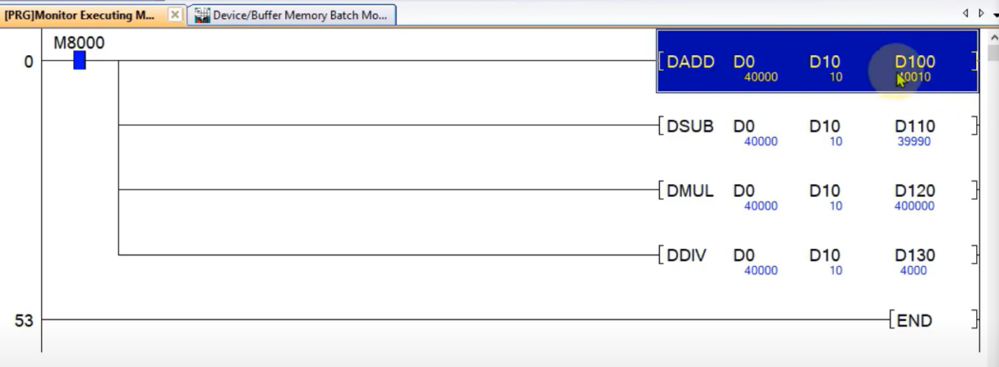 [PRG]Monitor Executing M... Device/Buffer Memory Batch Mo...
M8000
0 DADD D0 D10 D100
40000 10 40010
DSUB D0 D10 D110
40000 10 39990
DMUL D0 D10 D120
40000 10 400000
DDIV D0 D10 D130
40000 10 4000
53 END